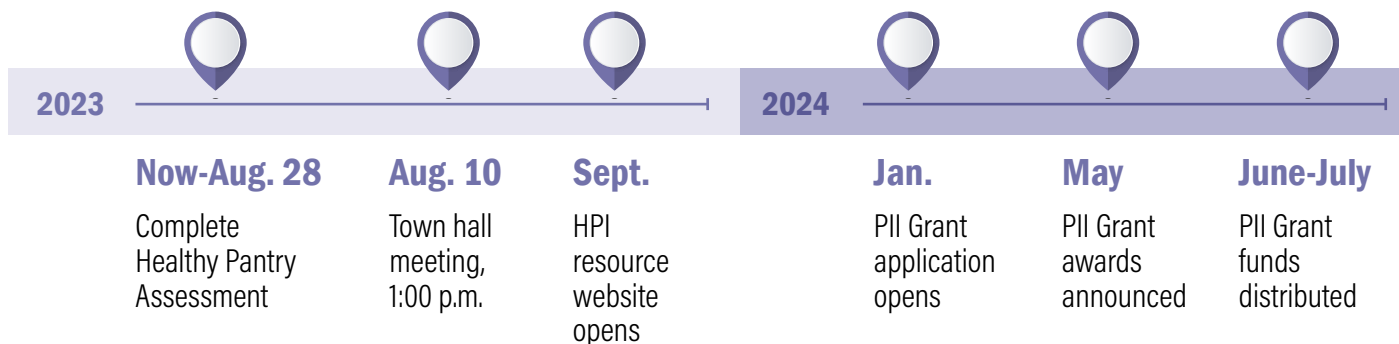 2023
Now-Aug. 28
Complete
Healthy Pantry
Assessment
Aug. 10
Town hall
meeting,
1:00 p.m.
Sept.
HPI
resource
website
opens
2024
Jan.
PII Grant
application
opens
May
PII Grant
awards
announced
June-July
PII Grant
funds
distributed